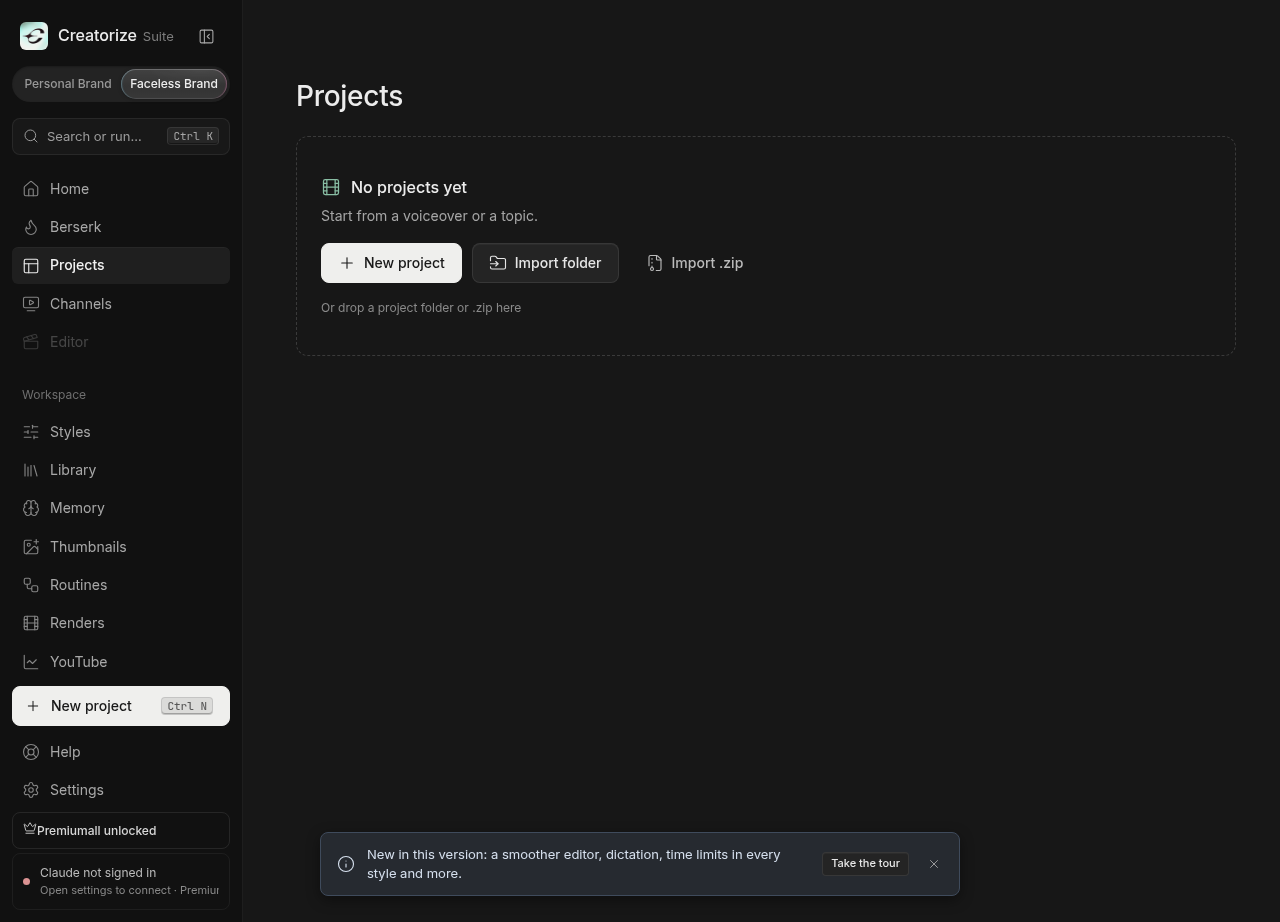 Creatorize Suite
Personal Brand
Faceless Brand
Search or run...
Ctrl K
Home
Berserk
Projects
Channels
Editor
Workspace
Styles
Library
Memory
Thumbnails
Routines
Renders
YouTube
New project
Ctrl N
Help
Settings
Premiumall unlocked
Claude not signed in
Open settings to connect · Premiu
Projects
No projects yet
Start from a voiceover or a topic.
New project
Import folder
Import .zip
Or drop a project folder or .zip here
New in this version: a smoother editor, dictation, time limits in every
style and more.
Take the tour